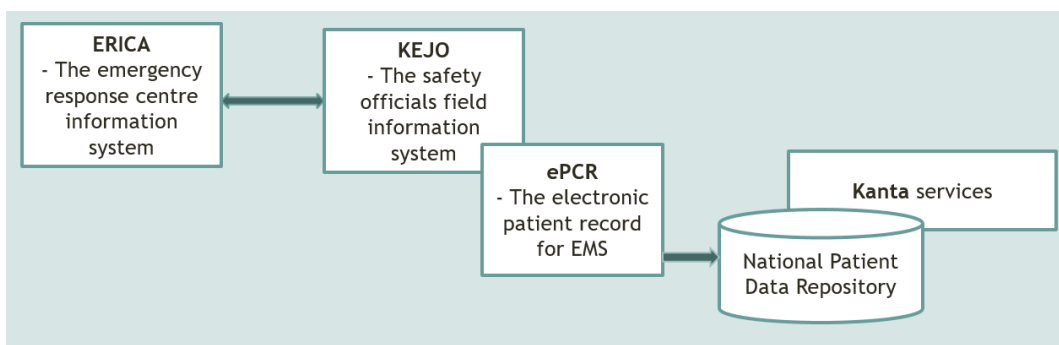 ERICA
- The emergency
response centre
information
system
KEJO
- The safety
officials field
information
system
ePCR
- The electronic
patient record
for EMS
Kanta services
National Patient
Data Repository